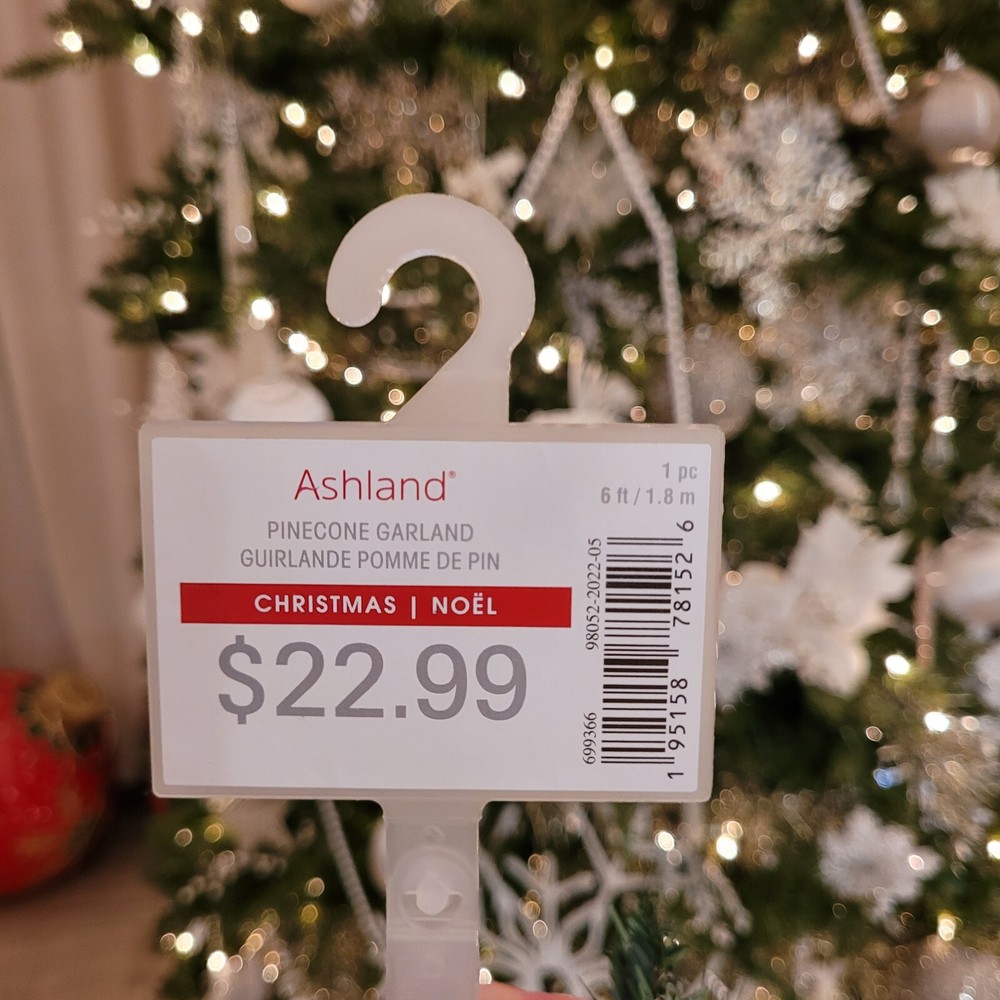 Ashland®
PINECONE GARLAND
GUIRLANDE POMME DE PIN
CHRISTMAS | NOËL
$22.99
1 pc
6 ft / 1.8 m
98052-2022-05
699366
1 95158 78152 6